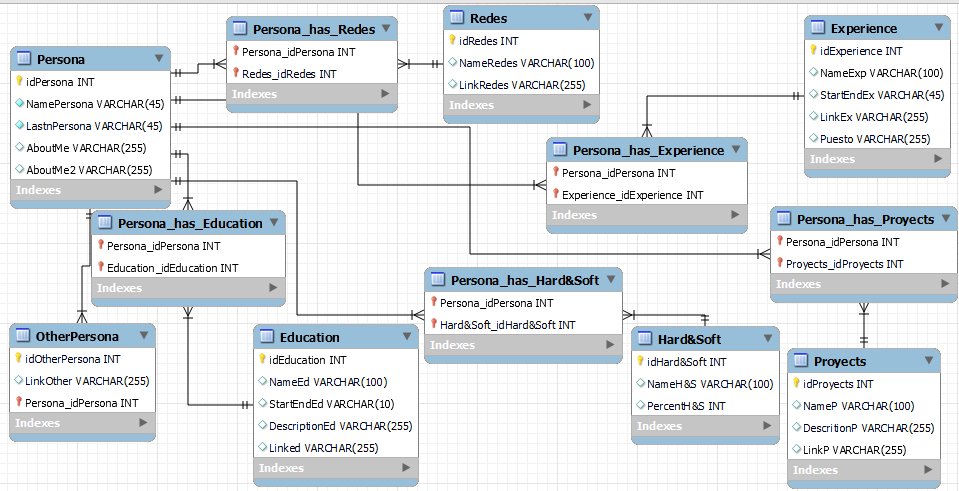 Persona
idPersona INT
NamePersona VARCHAR(45)
LastnPersona VARCHAR(45)
AboutMe VARCHAR(255)
AboutMe2 VARCHAR(255)
Indexes
Persona_has_Redes
Persona_idPersona INT
Redes_idRedes INT
Indexes
Redes
idRedes INT
NameRedes VARCHAR(100)
LinkRedes VARCHAR(255)
Indexes
Experience
idExperience INT
NameExp VARCHAR(100)
StartEndEx VARCHAR(45)
LinkEx VARCHAR(255)
Puesto VARCHAR(255)
Indexes
Persona_has_Experience
Persona_idPersona INT
Experience_idExperience INT
Indexes
Persona_has_Education
Persona_idPersona INT
Education_idEducation INT
Indexes
Persona_has_Proyects
Persona_idPersona INT
Proyects_idProyects INT
Indexes
Persona_has_Hard&Soft
Persona_idPersona INT
Hard&Soft_idHard&Soft INT
Indexes
OtherPersona
idOtherPersona INT
LinkOther VARCHAR(255)
Persona_idPersona INT
Indexes
Education
idEducation INT
NameEd VARCHAR(100)
StartEndEd VARCHAR(10)
DescriptionEd VARCHAR(255)
Linked VARCHAR(255)
Indexes
Hard&Soft
idHard&Soft INT
NameH&S VARCHAR(100)
PercentH&S INT
Indexes
Proyects
idProyects INT
NameP VARCHAR(100)
DescritionP VARCHAR(255)
LinkP VARCHAR(255)
Indexes